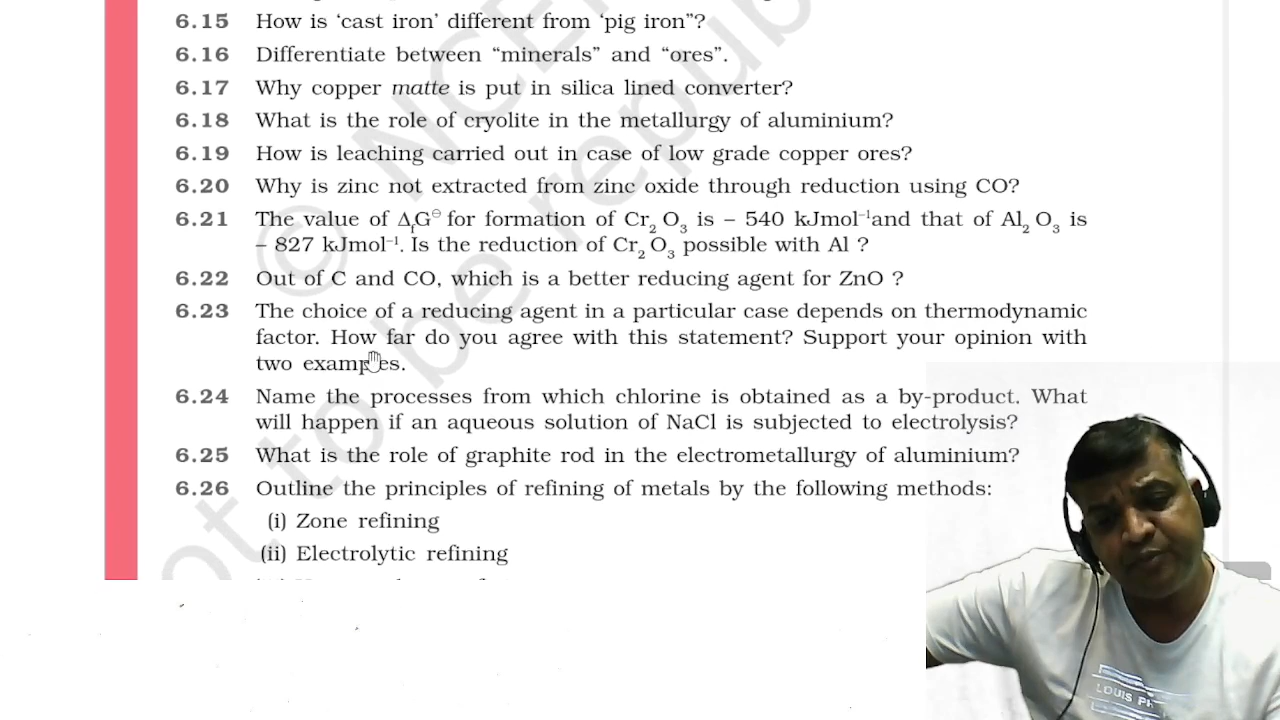 6.15 How is ‘cast iron’ different from ‘pig iron”?
6.16 Differentiate between “minerals” and “ores”.
6.17 Why copper matte is put in silica lined converter?
6.18 What is the role of cryolite in the metallurgy of aluminium?
6.19 How is leaching carried out in case of low grade copper ores?
6.20 Why is zinc not extracted from zinc oxide through reduction using CO?
6.21 The value of ΔfG⊖ for formation of Cr2 O3 is – 540 kJmol–1and that of Al2 O3 is
– 827 kJmol–1. Is the reduction of Cr2 O3 possible with Al ?
6.22 Out of C and CO, which is a better reducing agent for ZnO ?
6.23 The choice of a reducing agent in a particular case depends on thermodynamic
factor. How far do you agree with this statement? Support your opinion with
two examples.
6.24 Name the processes from which chlorine is obtained as a by-product. What
will happen if an aqueous solution of NaCl is subjected to electrolysis?
6.25 What is the role of graphite rod in the electrometallurgy of aluminium?
6.26 Outline the principles of refining of metals by the following methods:
(i) Zone refining
(ii) Electrolytic refining
© NCE
not to be repub
LOUIS PH